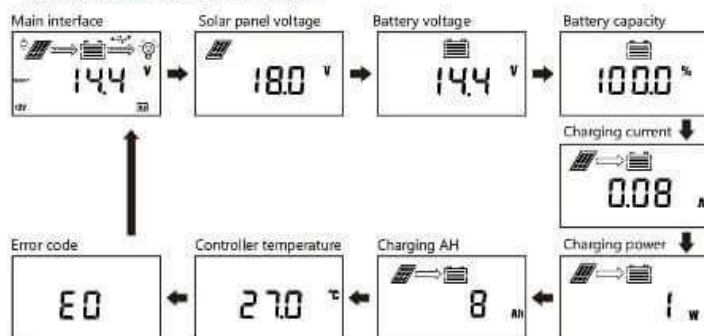 Main interface
14.4 V
12V
Solar panel voltage
18.0 V
Battery voltage
14.4 V
Battery capacity
100.0 %
Charging current
0.08 A
Charging power
1 W
Charging AH
8 Ah
Controller temperature
27.0 °C
Error code
E0